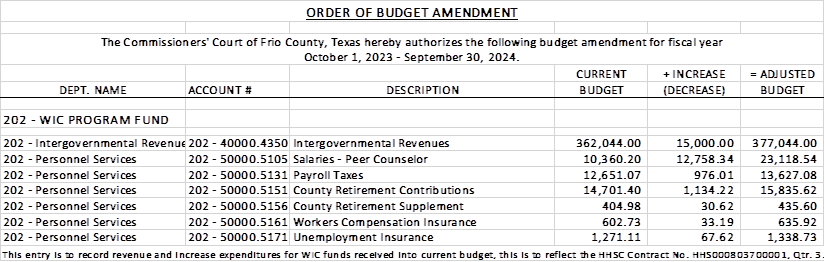 ORDER OF BUDGET AMENDMENT
The Commissioners' Court of Frio County, Texas hereby authorizes the following budget amendment for fiscal year
October 1, 2023 - September 30, 2024.
CURRENT + INCREASE = ADJUSTED
DEPT. NAME ACCOUNT # DESCRIPTION BUDGET (DECREASE) BUDGET
202 - WIC PROGRAM FUND
202 - Intergovernmental Revenue 202 - 40000.4350 Intergovernmental Revenues 362,044.00 15,000.00 377,044.00
202 - Personnel Services 202 - 50000.5105 Salaries - Peer Counselor 10,360.20 12,758.34 23,118.54
202 - Personnel Services 202 - 50000.5131 Payroll Taxes 12,651.07 976.01 13,627.08
202 - Personnel Services 202 - 50000.5151 County Retirement Contributions 14,701.40 1,134.22 15,835.62
202 - Personnel Services 202 - 50000.5156 County Retirement Supplement 404.98 30.62 435.60
202 - Personnel Services 202 - 50000.5161 Workers Compensation Insurance 602.73 33.19 635.92
202 - Personnel Services 202 - 50000.5171 Unemployment Insurance 1,271.11 67.62 1,338.73
This entry is to record revenue and increase expenditures for WIC funds received into current budget, this is to reflect the HHSC Contract No. HHS000803700001, Qtr. 3.